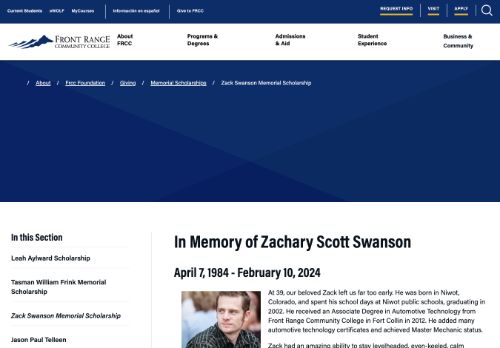 Current Students eWOLF MyCourses Información en español Give to FRCC REQUEST INFO VISIT APPLY
FRONT RANGE
COMMUNITY COLLEGE
About
FRCC
Programs &
Degrees
Admissions
& Aid
Student
Experience
Business &
Community
/ About / Frcc Foundation / Giving / Memorial Scholarships / Zack Swanson Memorial Scholarship
In this Section
Leah Aylward Scholarship
Tasman William Frink Memorial
Scholarship
Zack Swanson Memorial Scholarship
Jason Paul Telleen
In Memory of Zachary Scott Swanson
April 7, 1984 - February 10, 2024
At 39, our beloved Zack left us far too early. He was born in Niwot,
Colorado, and spent his school days at Niwot public schools, graduating in
2002. He received an Associate Degree in Automotive Technology from
Front Range Community College in Fort Collin in 2012. He added many
automotive technology certificates and achieved Master Mechanic status.
Zack had an amazing ability to stay levelheaded, even-keeled, calm